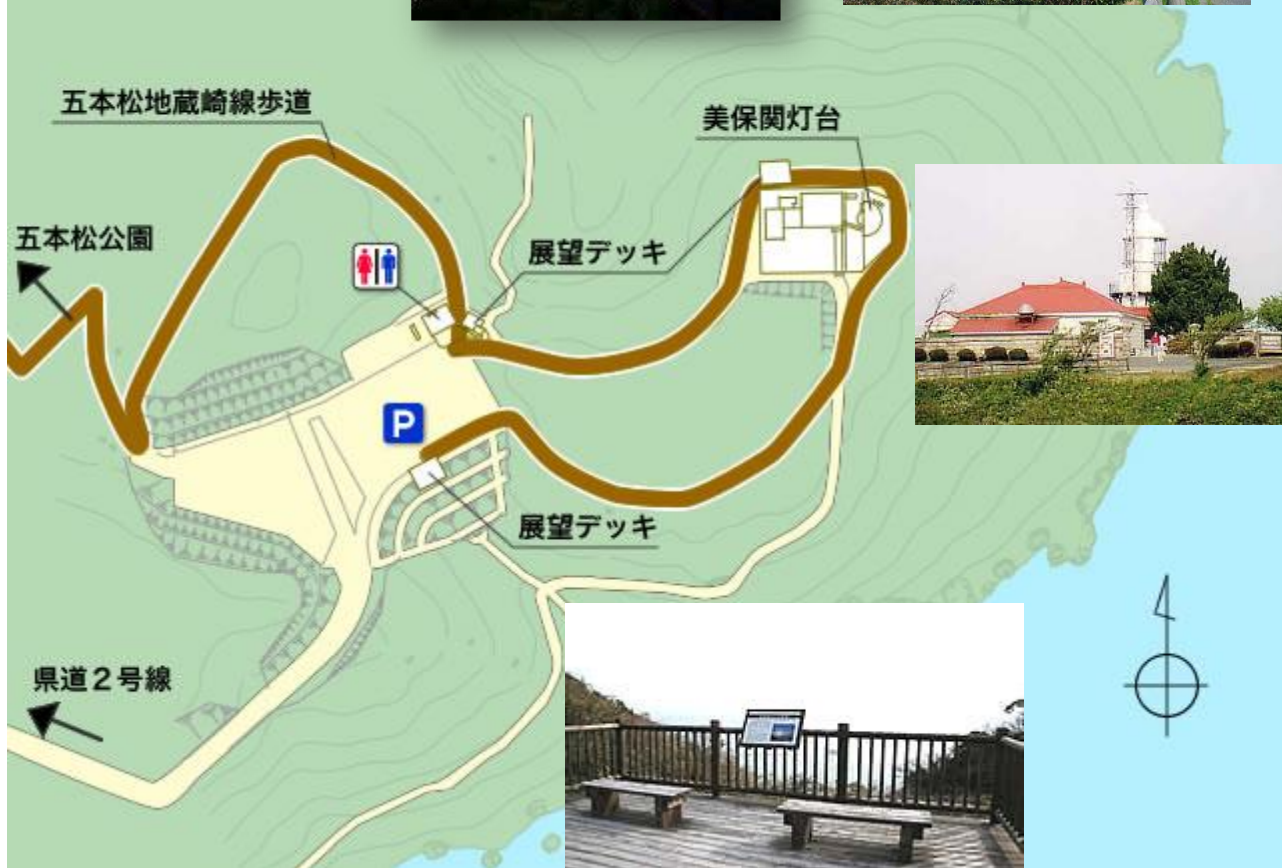 五本松地蔵崎線歩道
美保関灯台
五本松公園
展望デッキ
P
展望デッキ
県道２号線